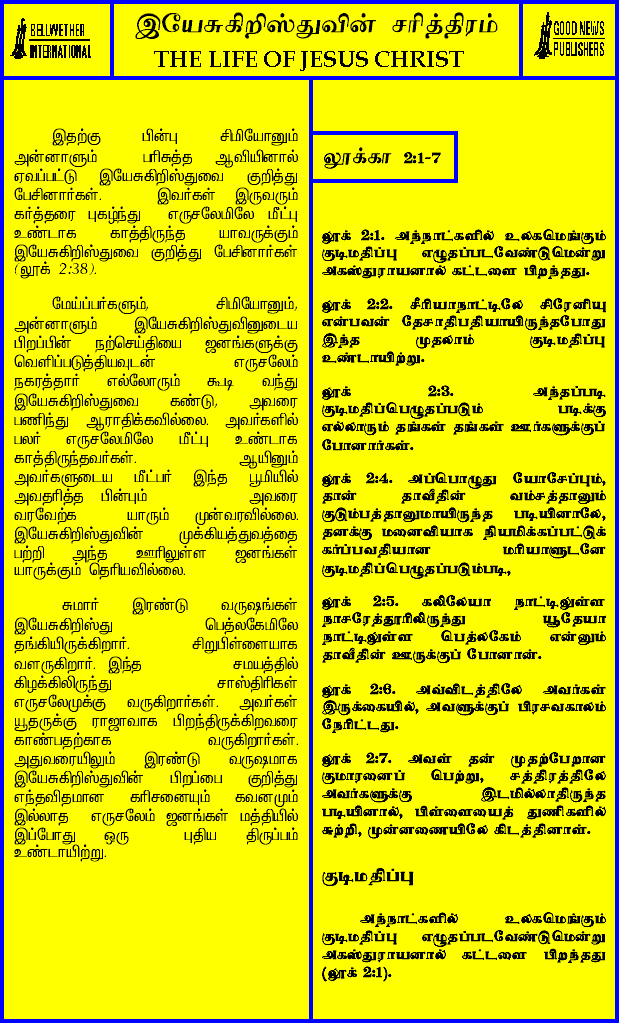 BELLWETHER
INTERNATIONAL
இயேசுகிறிஸ்துவின் சரித்திரம்
THE LIFE OF JESUS CHRIST
GOOD NEWS
PUBLISHERS
இதற்கு பின்பு சிமியோனும்
அன்னாளும் பரிசுத்த ஆவியினால்
ஏவப்பட்டு இயேசுகிறிஸ்துவை குறித்து
பேசினார்கள். இவர்கள் இருவரும்
கர்த்தரை புகழ்ந்து எருசலேமிலே மீட்பு
உண்டாக காத்திருந்த யாவருக்கும்
இயேசுகிறிஸ்துவை குறித்து பேசினார்கள்
(லூக் 2:38).
மேய்ப்பர்களும், சிமியோனும்,
அன்னாளும் இயேசுகிறிஸ்துவினுடைய
பிறப்பின் நற்செய்தியை ஜனங்களுக்கு
வெளிப்படுத்தியவுடன் எருசலேம்
நகரத்தார் எல்லோரும் கூடி வந்து
இயேசுகிறிஸ்துவை கண்டு, அவரை
பணிந்து ஆராதிக்கவில்லை. அவர்களில்
பலர் எருசலேமிலே மீட்பு உண்டாக
காத்திருந்தவர்கள். ஆயினும்
அவர்களுடைய மீட்பர் இந்த பூமியில்
அவதரித்த பின்பும் அவரை
வரவேற்க யாரும் முன்வரவில்லை.
இயேசுகிறிஸ்துவின் முக்கியத்துவத்தை
பற்றி அந்த ஊரிலுள்ள ஜனங்கள்
யாருக்கும் தெரியவில்லை.
சுமார் இரண்டு வருஷங்கள்
இயேசுகிறிஸ்து பெத்லகேமிலே
தங்கியிருக்கிறார். சிறுபிள்ளையாக
வளருகிறார். இந்த சமயத்தில்
கிழக்கிலிருந்து சாஸ்திரிகள்
எருசலேமுக்கு வருகிறார்கள். அவர்கள்
யூதருக்கு ராஜாவாக பிறந்திருக்கிறவரை
காண்பதற்காக வருகிறார்கள்.
அதுவரையிலும் இரண்டு வருஷமாக
இயேசுகிறிஸ்துவின் பிறப்பை குறித்து
எந்தவிதமான கரிசனையும் கவனமும்
இல்லாத எருசலேம் ஜனங்கள் மத்தியில்
இப்போது ஒரு புதிய திருப்பம்
உண்டாயிற்று.
லூக்கா 2:1-7
லூக் 2:1. அந்நாட்களில் உலகமெங்கும்
குடிமதிப்பு எழுதப்படவேண்டுமென்று
அகஸ்துராயனால் கட்டளை பிறந்தது.
லூக் 2:2. சீரியாநாட்டிலே சிரேனியு
என்பவன் தேசாதிபதியாயிருந்தபோது
இந்த முதலாம் குடிமதிப்பு
உண்டாயிற்று.
லூக் 2:3. அந்தப்படி
குடிமதிப்பெழுதப்படும் படிக்கு
எல்லாரும் தங்கள் தங்கள் ஊர்களுக்குப்
போனார்கள்.
லூக் 2:4. அப்பொழுது யோசேப்பும்,
தான் தாவீதின் வம்சத்தானும்
குடும்பத்தானுமாயிருந்த படியினாலே,
தனக்கு மனைவியாக நியமிக்கப்பட்டுக்
கர்ப்பவதியான மரியாளுடனே
குடிமதிப்பெழுதப்படும்படி,
லூக் 2:5. கலிலேயா நாட்டிலுள்ள
நாசரேத்தூரிலிருந்து யூதேயா
நாட்டிலுள்ள பெத்லகேம் என்னும்
தாவீதின் ஊருக்குப் போனான்.
லூக் 2:6. அவ்விடத்திலே அவர்கள்
இருக்கையில், அவளுக்குப் பிரசவகாலம்
நேரிட்டது.
லூக் 2:7. அவள் தன் முதற்பேறான
குமாரனைப் பெற்று, சத்திரத்திலே
அவர்களுக்கு இடமில்லாதிருந்த
படியினால், பிள்ளையைத் துணிகளில்
சுற்றி, முன்னணையிலே கிடத்தினாள்.
குடிமதிப்பு
அந்நாட்களில் உலகமெங்கும்
குடிமதிப்பு எழுதப்படவேண்டுமென்று
அகஸ்துராயனால் கட்டளை பிறந்தது
(லூக் 2:1).